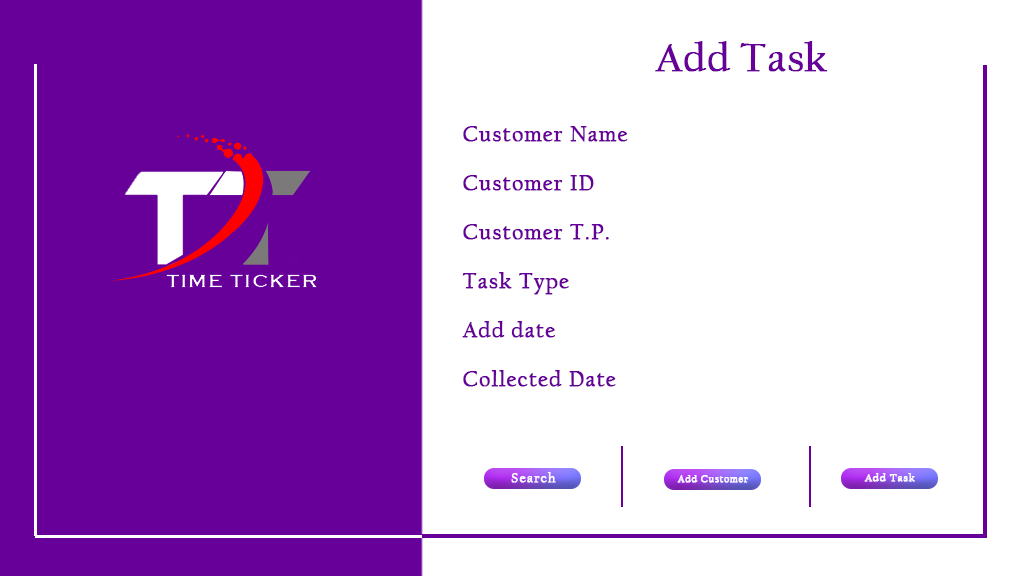 Add Task
TIME TICKER
Customer Name
Customer ID
Customer T.P.
Task Type
Add date
Collected Date
Search
Add Customer
Add Task